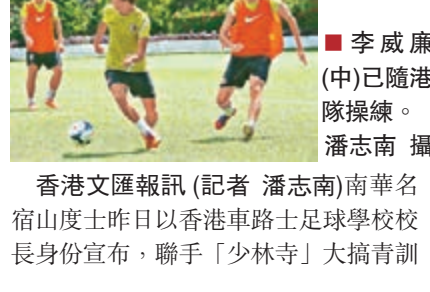 ■ 李威廉
(中)已隨港
隊操練。
潘志南 攝
香港文匯報訊 (記者 潘志南)南華名
宿山度士昨日以香港車路士足球學校校
長身份宣布，聯手「少林寺」大搞青訓